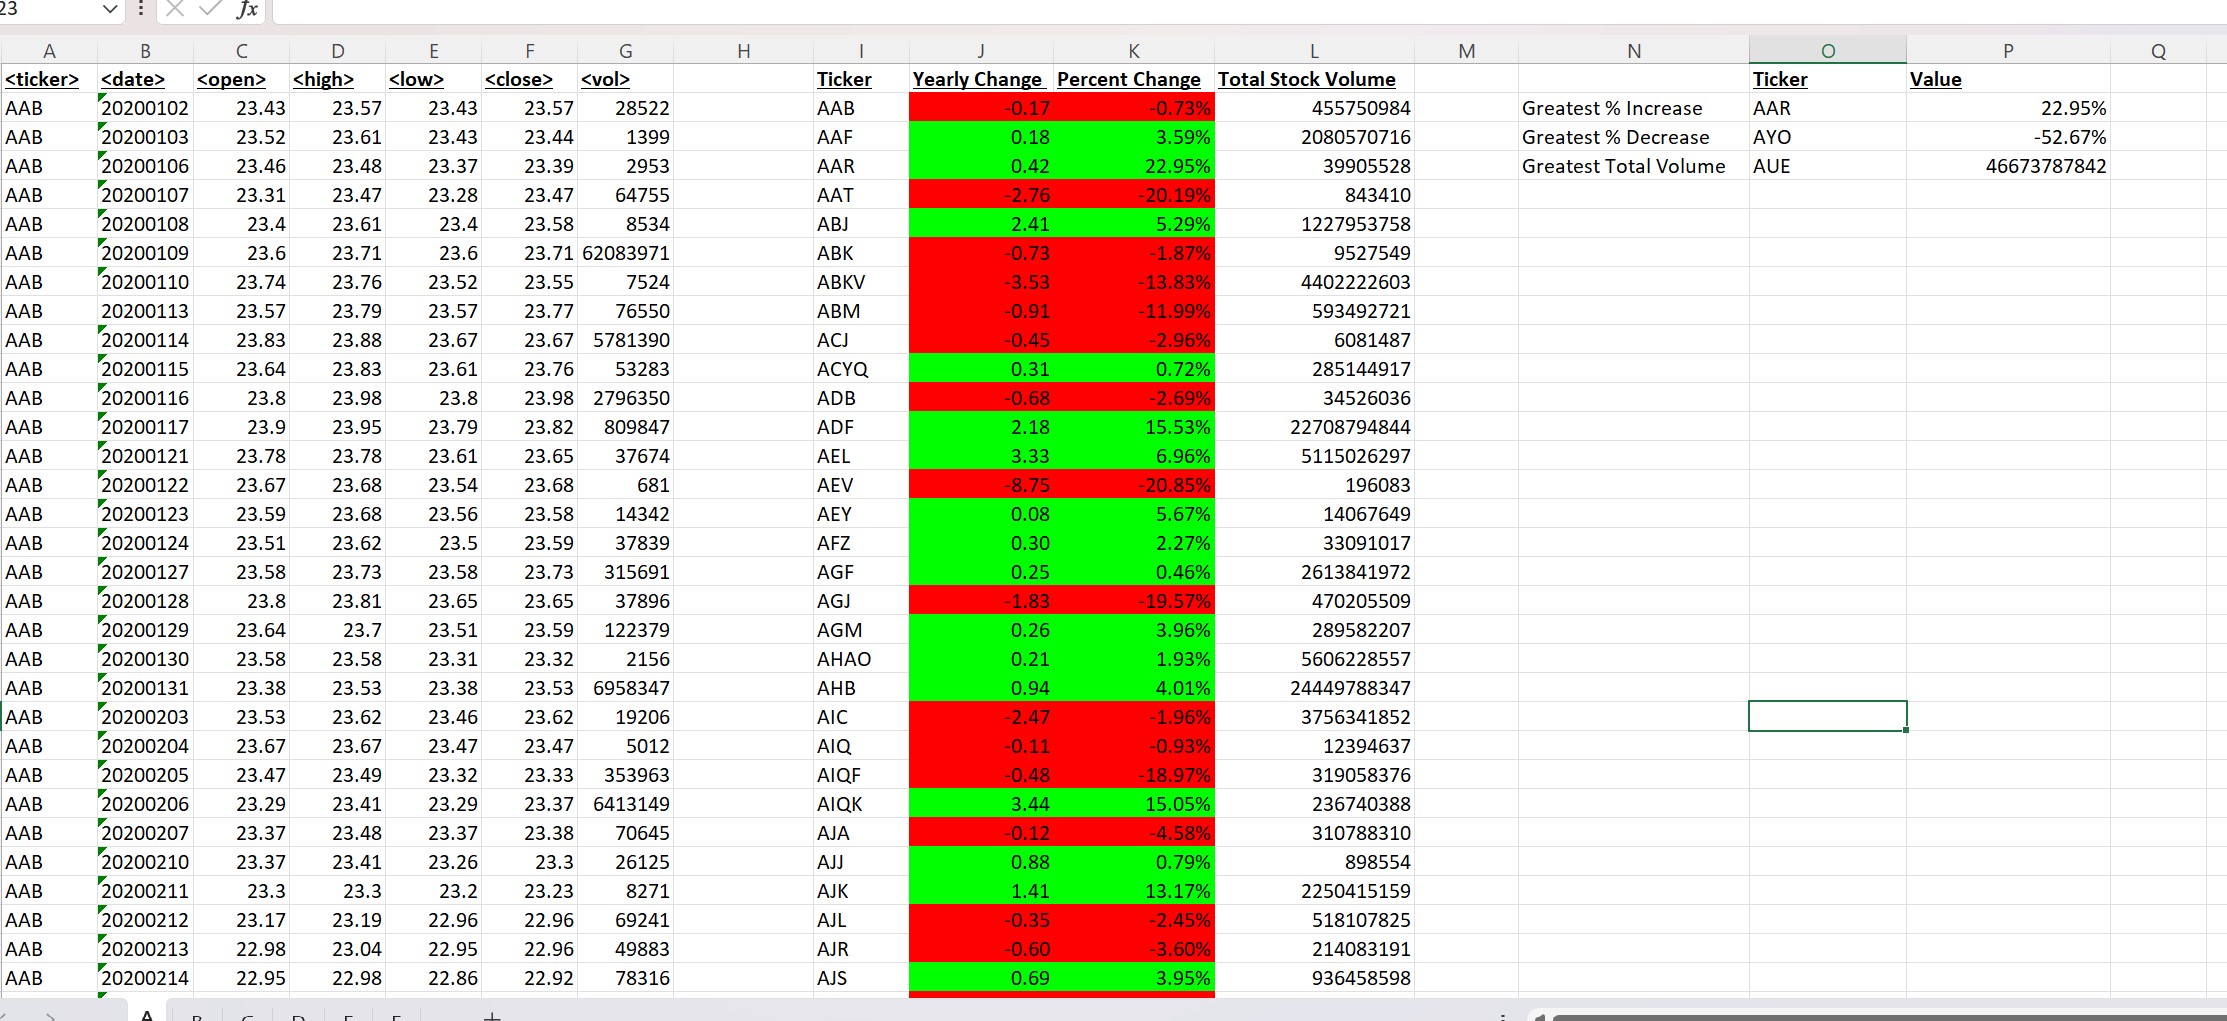 23 fx
A B C D E F G H I J K L M N O P Q
<ticker> <date> <open> <high> <low> <close> <vol> Ticker Yearly Change Percent Change Total Stock Volume Ticker Value
AAB 20200102 23.43 23.57 23.43 23.57 28522 AAB -0.17 -0.73% 455750984 Greatest % Increase AAR 22.95%
AAB 20200103 23.52 23.61 23.43 23.44 1399 AAF 0.18 3.59% 2080570716 Greatest % Decrease AYO -52.67%
AAB 20200106 23.46 23.48 23.37 23.39 2953 AAR 0.42 22.95% 39905528 Greatest Total Volume AUE 46673787842
AAB 20200107 23.31 23.47 23.28 23.47 64755 AAT -2.76 -20.19% 843410
AAB 20200108 23.4 23.61 23.4 23.58 8534 ABJ 2.41 5.29% 1227953758
AAB 20200109 23.6 23.71 23.6 23.71 62083971 ABK -0.73 -1.87% 9527549
AAB 20200110 23.74 23.76 23.52 23.55 7524 ABKV -3.53 -13.83% 4402222603
AAB 20200113 23.57 23.79 23.57 23.77 76550 ABM -0.91 -11.99% 593492721
AAB 20200114 23.83 23.88 23.67 23.67 5781390 ACJ -0.45 -2.96% 6081487
AAB 20200115 23.64 23.83 23.61 23.76 53283 ACYQ 0.31 0.72% 285144917
AAB 20200116 23.8 23.98 23.8 23.98 2796350 ADB -0.68 -2.69% 34526036
AAB 20200117 23.9 23.95 23.79 23.82 809847 ADF 2.18 15.53% 22708794844
AAB 20200121 23.78 23.78 23.61 23.65 37674 AEL 3.33 6.96% 5115026297
AAB 20200122 23.67 23.68 23.54 23.68 681 AEV -8.75 -20.85% 196083
AAB 20200123 23.59 23.68 23.56 23.58 14342 AEY 0.08 5.67% 14067649
AAB 20200124 23.51 23.62 23.5 23.59 37839 AFZ 0.30 2.27% 33091017
AAB 20200127 23.58 23.73 23.58 23.73 315691 AGF 0.25 0.46% 2613841972
AAB 20200128 23.8 23.81 23.65 23.65 37896 AGJ -1.83 -19.57% 470205509
AAB 20200129 23.64 23.7 23.51 23.59 122379 AGM 0.26 3.96% 289582207
AAB 20200130 23.58 23.58 23.31 23.32 2156 AHAO 0.21 1.93% 5606228557
AAB 20200131 23.38 23.53 23.38 23.53 6958347 AHB 0.94 4.01% 24449788347
AAB 20200203 23.53 23.62 23.46 23.62 19206 AIC -2.47 -1.96% 3756341852
AAB 20200204 23.67 23.67 23.47 23.47 5012 AIQ -0.11 -0.93% 12394637
AAB 20200205 23.47 23.49 23.32 23.33 353963 AIQF -0.48 -18.97% 319058376
AAB 20200206 23.29 23.41 23.29 23.37 6413149 AIQK 3.44 15.05% 236740388
AAB 20200207 23.37 23.48 23.37 23.38 70645 AJA -0.12 -4.58% 310788310
AAB 20200210 23.37 23.41 23.26 23.3 26125 AJJ 0.88 0.79% 898554
AAB 20200211 23.3 23.3 23.2 23.23 8271 AJK 1.41 13.17% 2250415159
AAB 20200212 23.17 23.19 22.96 22.96 69241 AJL -0.35 -2.45% 518107825
AAB 20200213 22.98 23.04 22.95 22.96 49883 AJR -0.60 -3.60% 214083191
AAB 20200214 22.95 22.98 22.86 22.92 78316 AJS 0.69 3.95% 936458598
A B C D